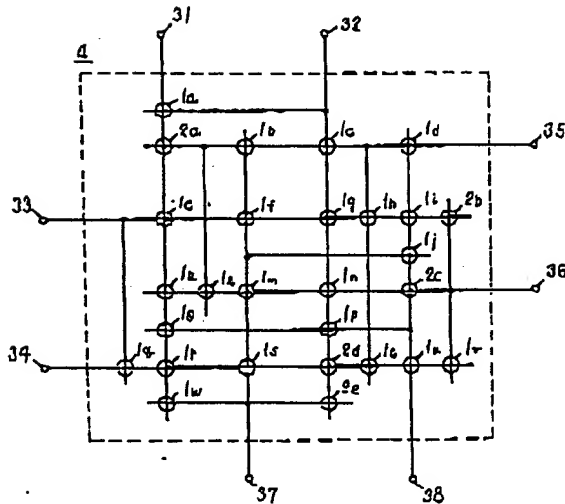 31 32
a
1a
2a 1b 1c 1d 35
33 1e 1f 1g 1h 1i 2b
1j
1k 1l 1m 1n 2c 36
1o 1p
34 1q 1r 1s 2d 1t 1u 1v
1w 2e
37 38